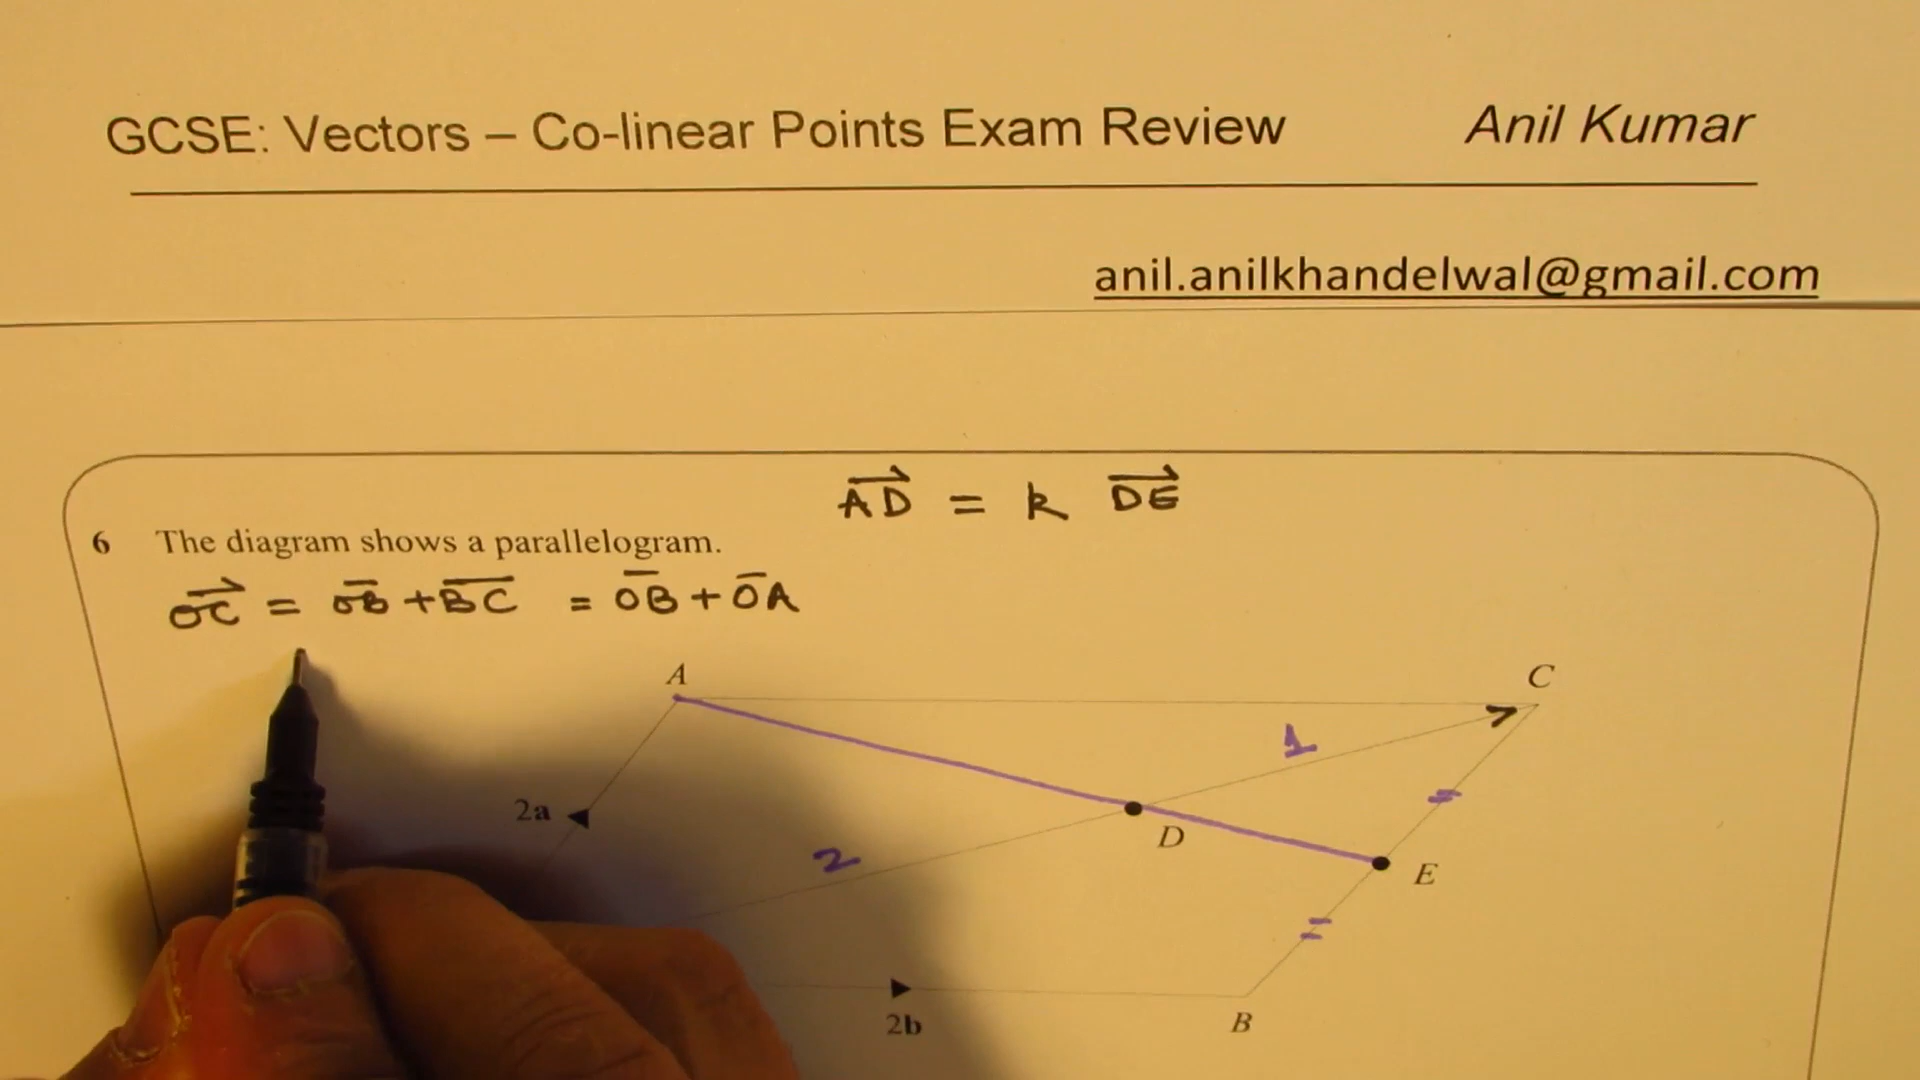 GCSE: Vectors – Co-linear Points Exam Review Anil Kumar
anil.anilkhandelwal@gmail.com
AD = k DE
6 The diagram shows a parallelogram.
OC = OB + BC = OB + OA
A
C
1
2a
D
2
E
2b
B